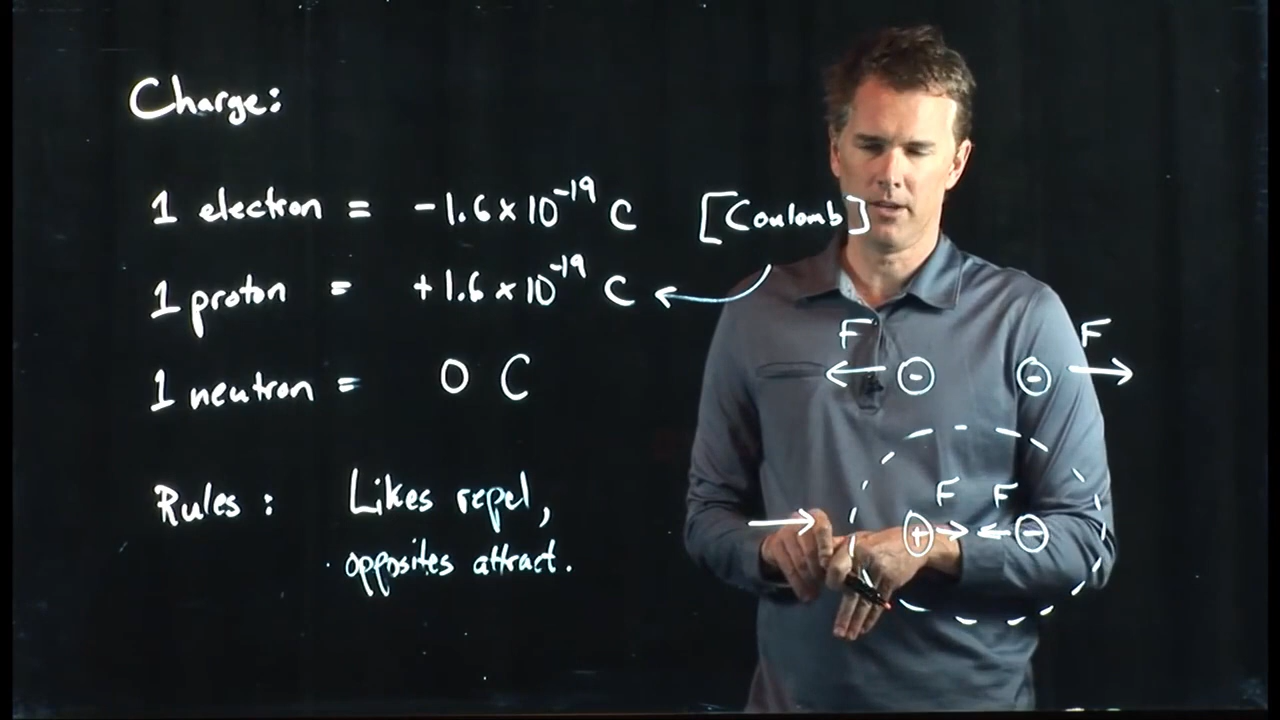 Charge:
1 electron = -1.6 x 10^-19 C [Coulomb]
1 proton = +1.6 x 10^-19 C
1 neutron = 0 C
F F
- -
Rules: Likes repel,
opposites attract.
F F
+ -